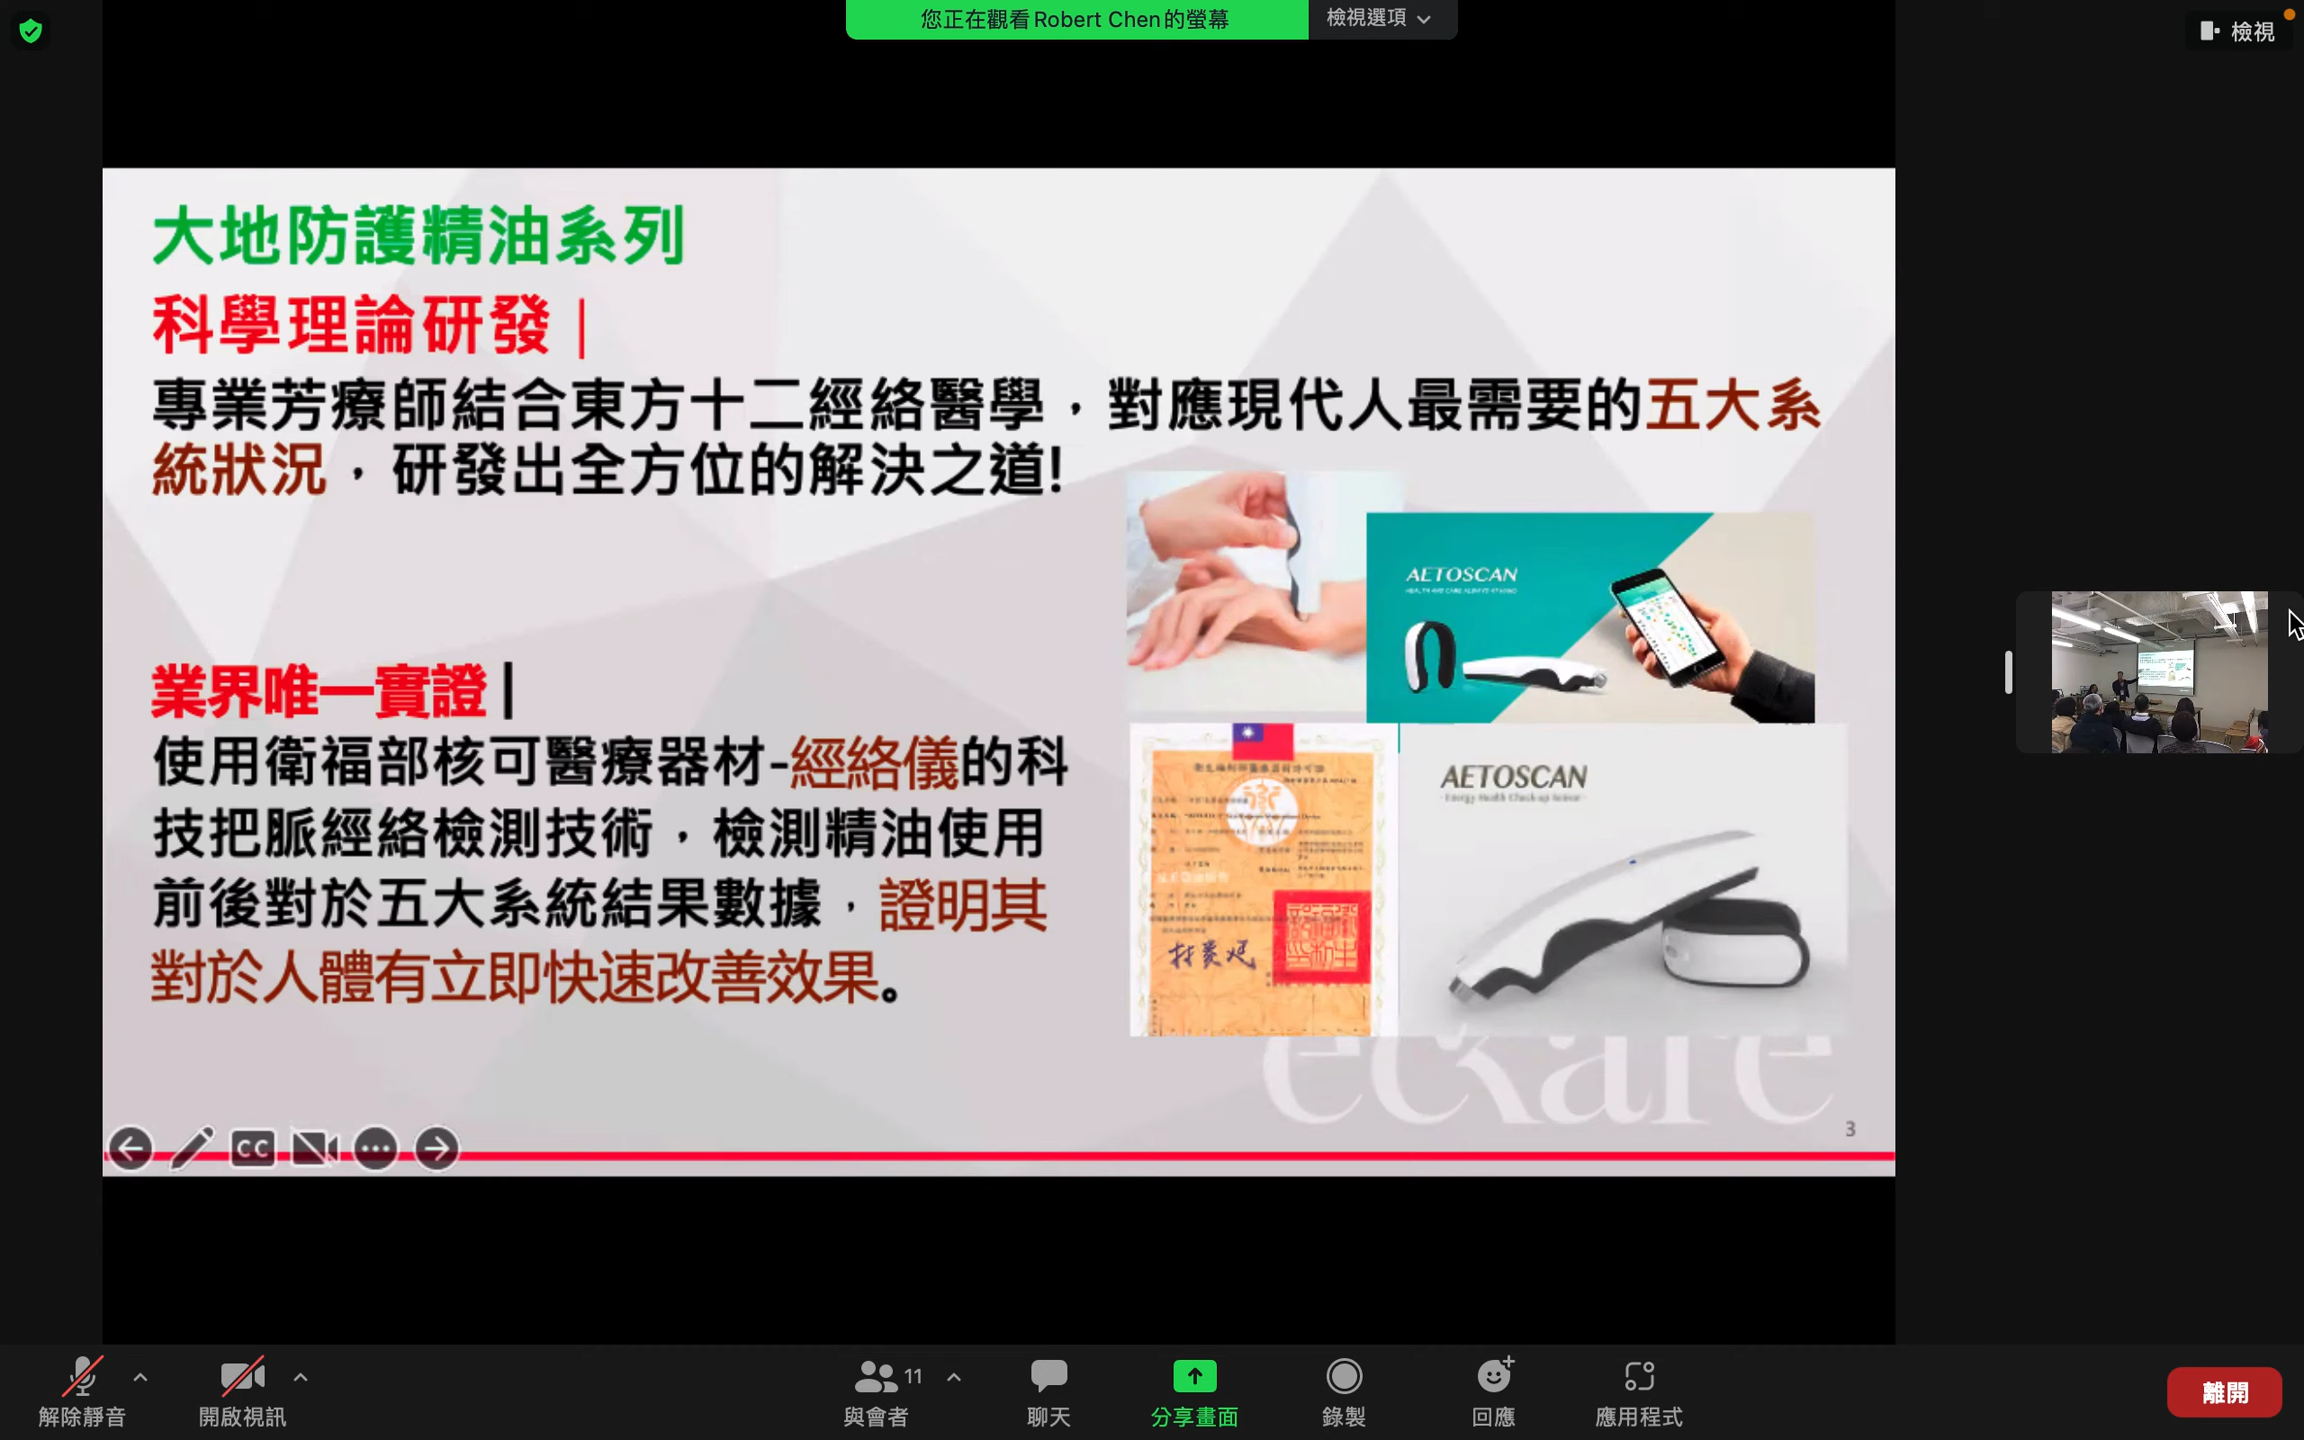 您正在觀看Robert Chen的螢幕
檢視選項
檢視
大地防護精油系列
科學理論研發|
專業芳療師結合東方十二經絡醫學，對應現代人最需要的五大系
統狀況，研發出全方位的解決之道!
AETOSCAN
業界唯一實證|
使用衛福部核可醫療器材-經絡儀的科
技把脈經絡檢測技術，檢測精油使用
前後對於五大系統結果數據，證明其
對於人體有立即快速改善效果。
AETOSCAN
Energy Health Check-up
eckare
3
CC
解除靜音
開啟視訊
與會者
11
聊天
分享畫面
錄製
回應
應用程式
離開